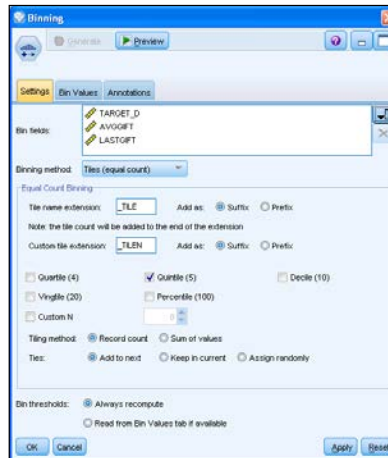 Binning
Generate Preview
Settings Bin Values Annotations
TARGET_D
AVGGIFT
LASTGIFT
Bin fields:
Binning method: Tiles (equal count)
Equal Count Binning
Tile name extension: _TILE Add as: Suffix Prefix
Note: the tile count will be added to the end of the extension
Custom tile extension: _TILEN Add as: Suffix Prefix
Quartile (4) Quintile (5) Decile (10)
Vingtile (20) Percentile (100)
Custom N
Tiling method: Record count Sum of values
Ties: Add to next Keep in current Assign randomly
Bin thresholds: Always recompute
Read from Bin Values tab if available
OK Cancel Apply Reset